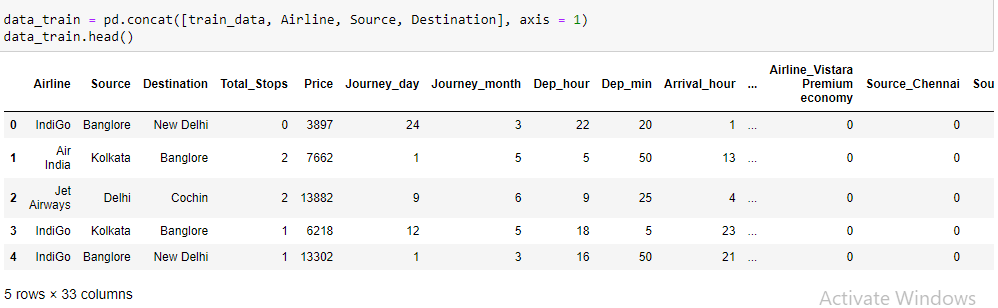 data_train = pd.concat([train_data, Airline, Source, Destination], axis = 1)
data_train.head()
Airline Source Destination Total_Stops Price Journey_day Journey_month Dep_hour Dep_min Arrival_hour ... Airline_Vistara Premium economy Source_Chennai Sou
0 IndiGo Banglore New Delhi 0 3897 24 3 22 20 1 ... 0 0
1 Air India Kolkata Banglore 2 7662 1 5 5 50 13 ... 0 0
2 Jet Airways Delhi Cochin 2 13882 9 6 9 25 4 ... 0 0
3 IndiGo Kolkata Banglore 1 6218 12 5 18 5 23 ... 0 0
4 IndiGo Banglore New Delhi 1 13302 1 3 16 50 21 ... 0 0
5 rows × 33 columns
Activate Windows